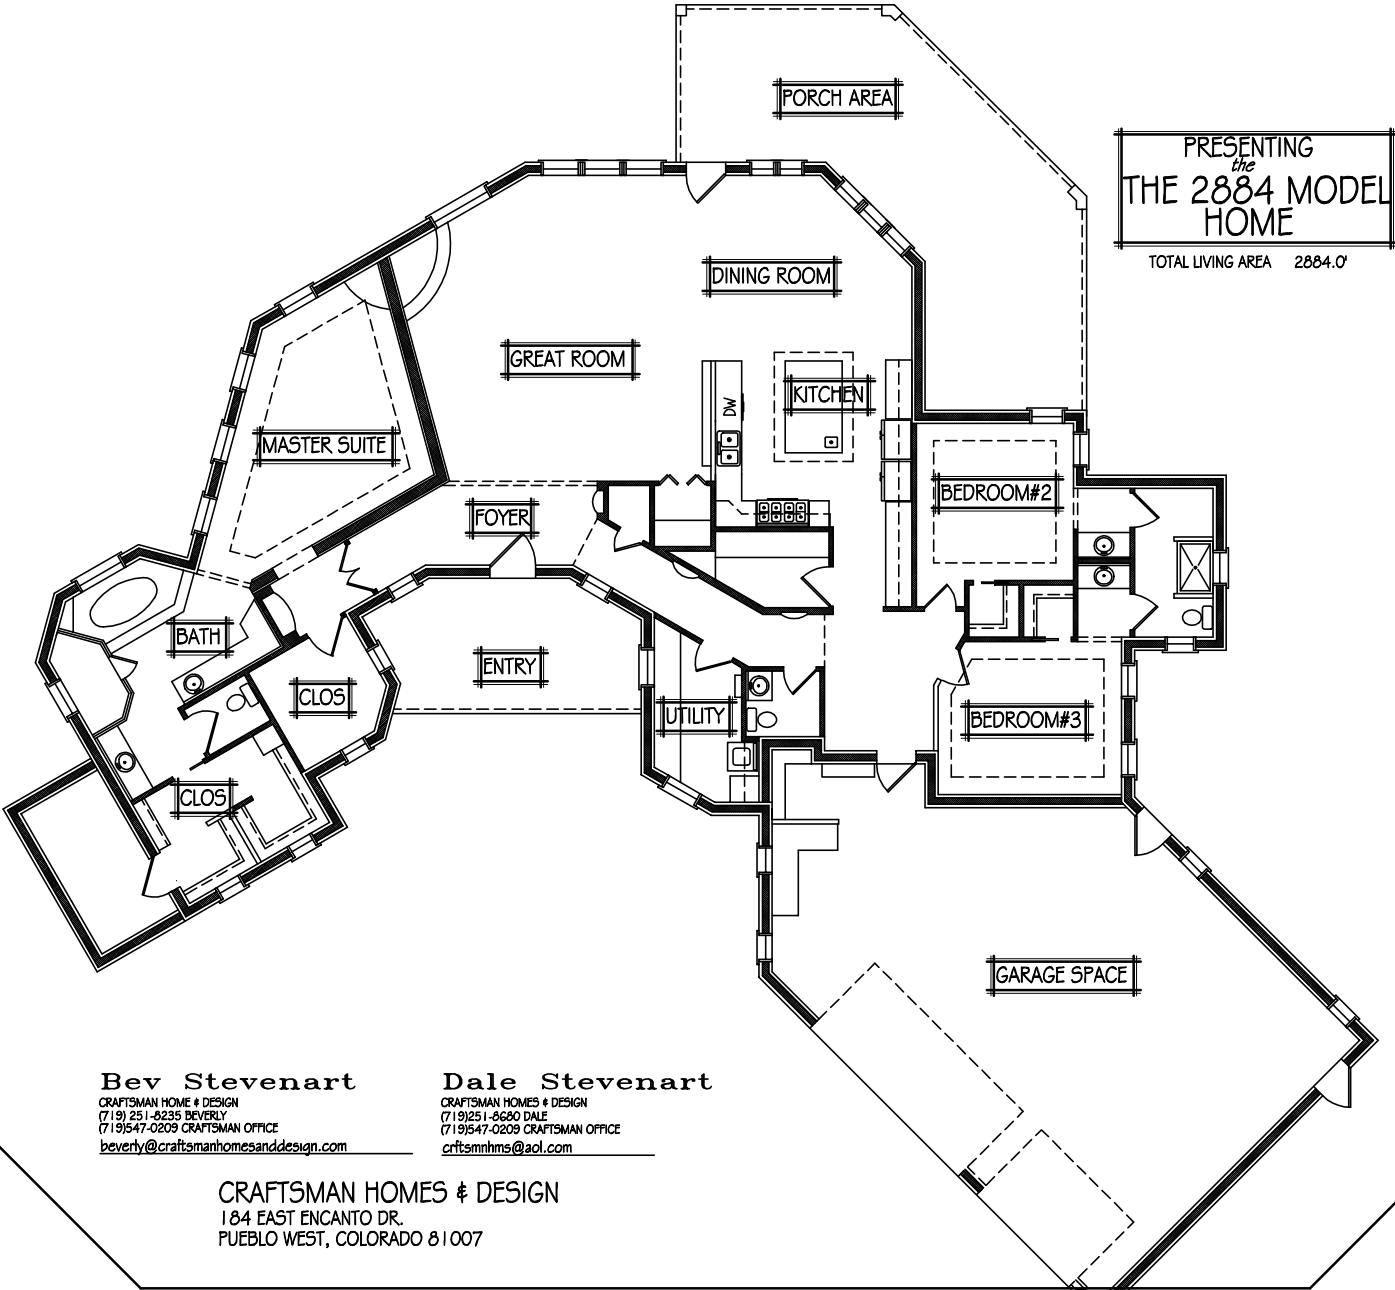 PORCH AREA
PRESENTING
the
THE 2884 MODEL
HOME
TOTAL LIVING AREA 2884.0'
DINING ROOM
GREAT ROOM
KITCHEN
DW
MASTER SUITE
BEDROOM#2
FOYER
BATH
ENTRY
CLOS
UTILITY
BEDROOM#3
CLOS
GARAGE SPACE
Bev Stevenart
CRAFTSMAN HOME & DESIGN
(719) 251-8235 BEVERLY
(719)547-0209 CRAFTSMAN OFFICE
beverly@craftsmanhomesanddesign.com
Dale Stevenart
CRAFTSMAN HOMES & DESIGN
(719)251-8680 DALE
(719)547-0209 CRAFTSMAN OFFICE
crftsmnhms@aol.com
CRAFTSMAN HOMES & DESIGN
184 EAST ENCANTO DR.
PUEBLO WEST, COLORADO 81007